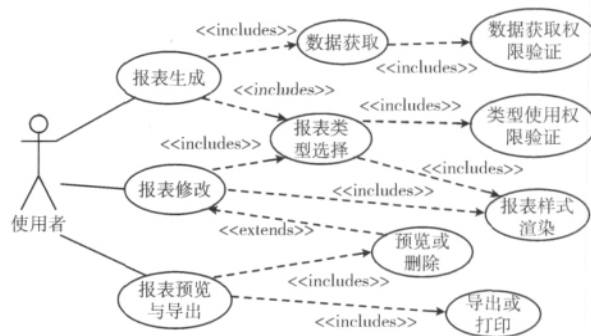 <<includes>>
数据获取
数据获取权
限验证
<<includes>>
报表生成
<<includes>>
<<includes>>
类型使用权
限验证
报表类
型选择
<<includes>>
<<includes>>
报表修改
<<includes>>
报表样式
渲染
使用者
<<extends>>
预览或
删除
报表预览
与导出
<<includes>>
<<includes>>
导出或
打印